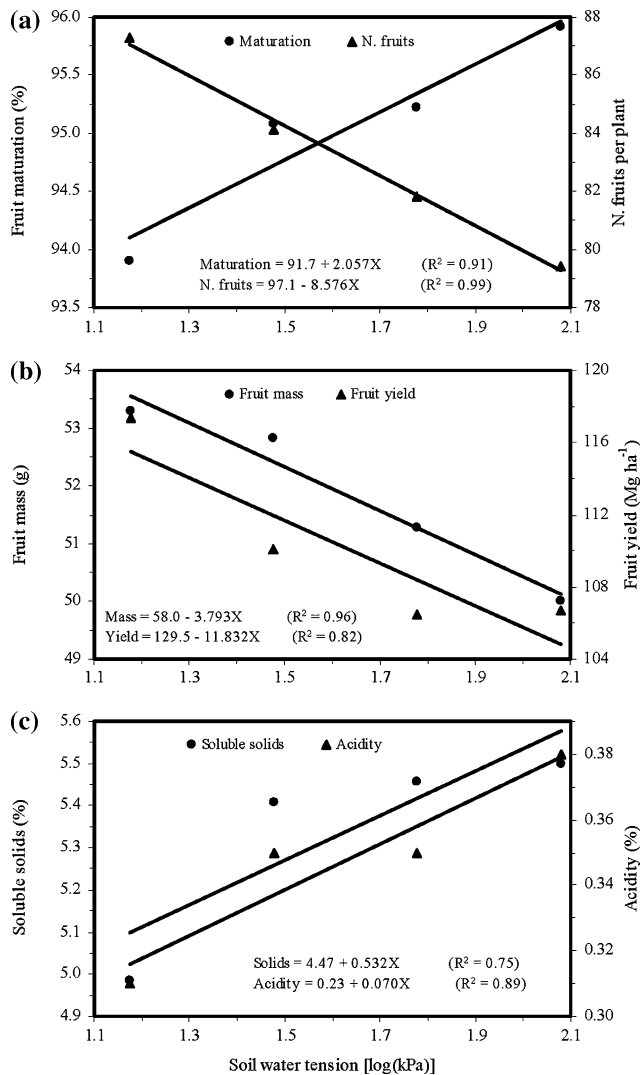 (a)
96.0
95.5
95.0
94.5
94.0
93.5
Fruit maturation (%)
Maturation
N. fruits
Maturation = 91.7 + 2.057X (R² = 0.91)
N. fruits = 97.1 - 8.576X (R² = 0.99)
88
86
84
82
80
78
N. fruits per plant
1.1 1.3 1.5 1.7 1.9 2.1
(b)
54
53
52
51
50
49
Fruit mass (g)
Fruit mass
Fruit yield
Mass = 58.0 - 3.793X (R² = 0.96)
Yield = 129.5 - 11.832X (R² = 0.82)
120
116
112
108
104
Fruit yield (Mg ha⁻¹)
1.1 1.3 1.5 1.7 1.9 2.1
(c)
5.6
5.5
5.4
5.3
5.2
5.1
5.0
4.9
Soluble solids (%)
Soluble solids
Acidity
Solids = 4.47 + 0.532X (R² = 0.75)
Acidity = 0.23 + 0.070X (R² = 0.89)
0.38
0.36
0.34
0.32
0.30
Acidity (%)
1.1 1.3 1.5 1.7 1.9 2.1
Soil water tension [log(kPa)]